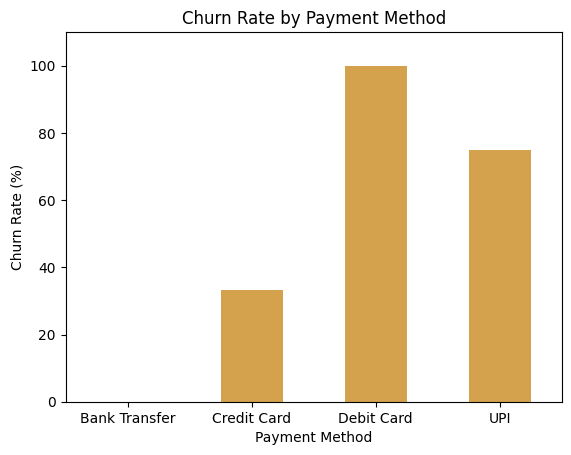 Churn Rate by Payment Method
Churn Rate (%)
100
80
60
40
20
0
Bank Transfer Credit Card Debit Card UPI
Payment Method